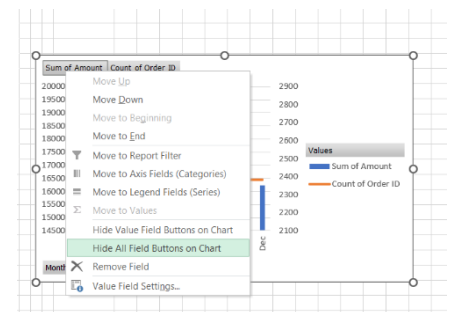 Sum of Amount Count of Order ID
20000
19500
19000
18500
18000
17500
17000
16500
16000
15500
15000
14500
Move Up
Move Down
Move to Beginning
Move to End
Move to Report Filter
Move to Axis Fields (Categories)
Move to Legend Fields (Series)
Move to Values
Hide Value Field Buttons on Chart
Hide All Field Buttons on Chart
Remove Field
Value Field Settings...
2900
2800
2700
2600
2500
2400
2300
2200
2100
Dec
Values
Sum of Amount
Count of Order ID
Month